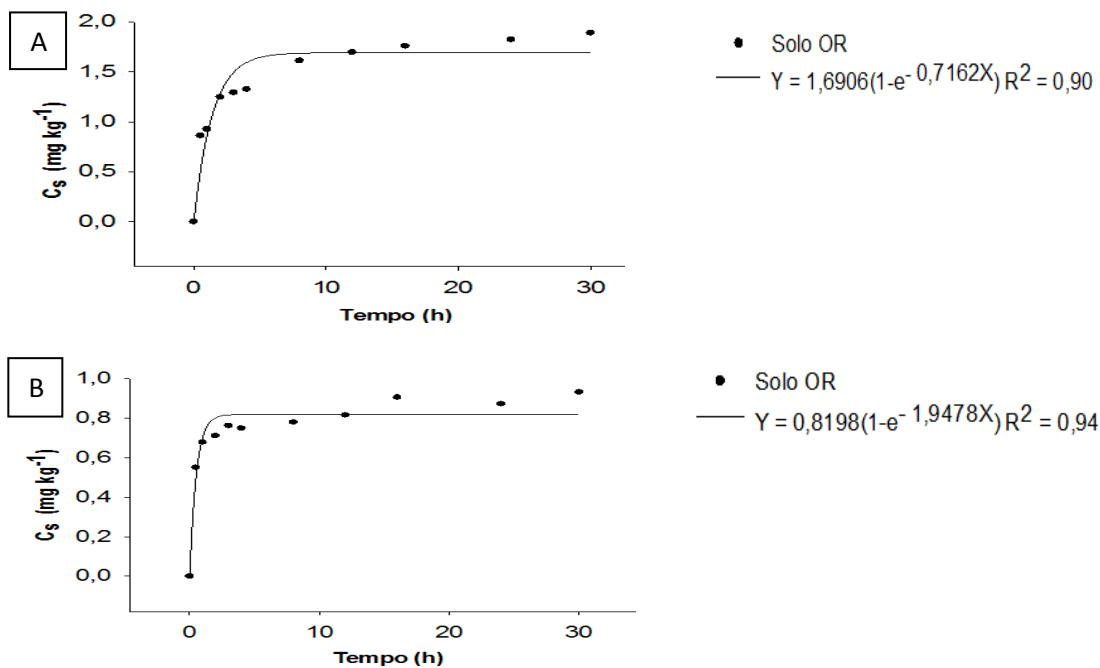 A
2,0
1,5
1,0
0,5
0,0
Cs (mg kg-1)
0 10 20 30
Tempo (h)
Solo OR
Y = 1,6906(1-e- 0,7162X) R2 = 0,90
B
1,0
0,8
0,6
0,4
0,2
0,0
Cs (mg kg-1)
0 10 20 30
Tempo (h)
Solo OR
Y = 0,8198(1-e- 1,9478X) R2 = 0,94